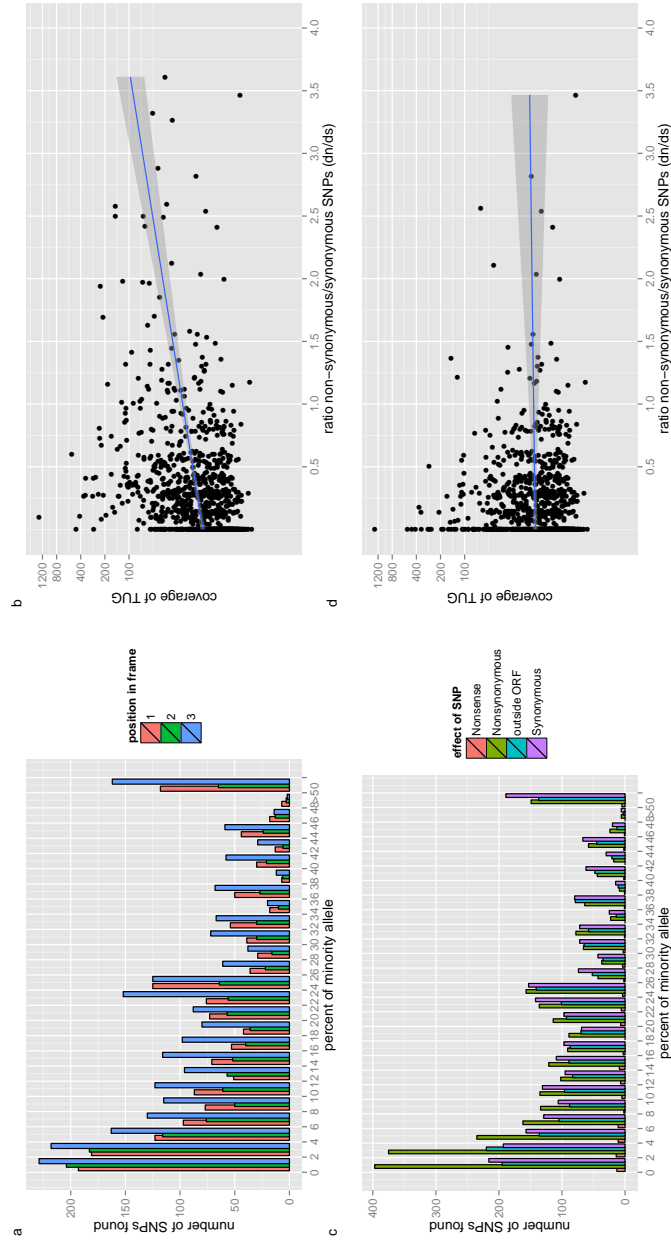 a
number of SNPs found
200
150
100
50
0
0 2 4 6 8 10 12 14 16 18 20 22 24 26 28 30 32 34 36 38 40 42 44 46 48 >50
percent of minority allele
position in frame
1
2
3
b
coverage of TUG
1200
800
400
200
100
0.5 1.0 1.5 2.0 2.5 3.0 3.5 4.0
ratio non−synonymous/synonymous SNPs (dn/ds)
c
number of SNPs found
400
300
200
100
0
0 2 4 6 8 10 12 14 16 18 20 22 24 26 28 30 32 34 36 38 40 42 44 46 48 >50
percent of minority allele
effect of SNP
Nonsense
Nonsynonymous
outside ORF
Synonymous
d
coverage of TUG
1200
800
400
200
100
0.5 1.0 1.5 2.0 2.5 3.0 3.5 4.0
ratio non−synonymous/synonymous SNPs (dn/ds)